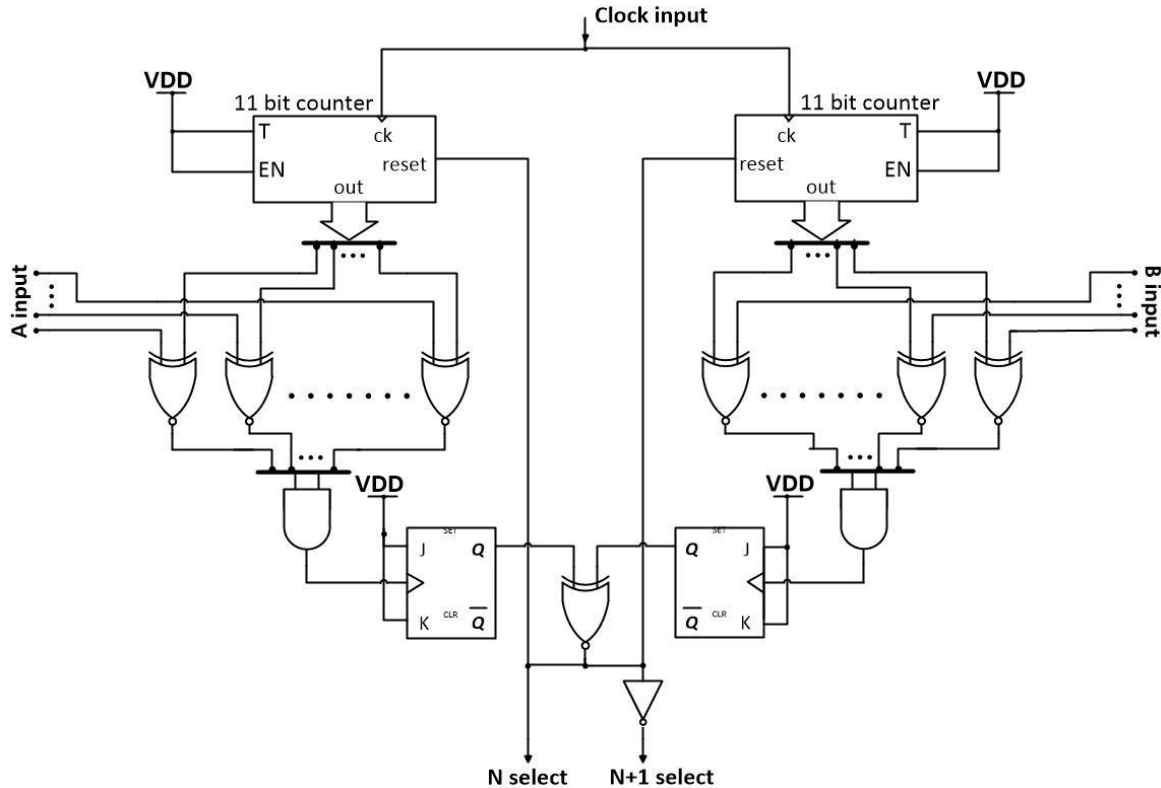 Clock input
VDD
VDD
11 bit counter
11 bit counter
T
ck
EN
reset
out
ck
T
reset
EN
out
A input
B input
VDD
VDD
SET
J
Q
CLR
K
Q
SET
Q
J
CLR
Q
K
N select
N+1 select